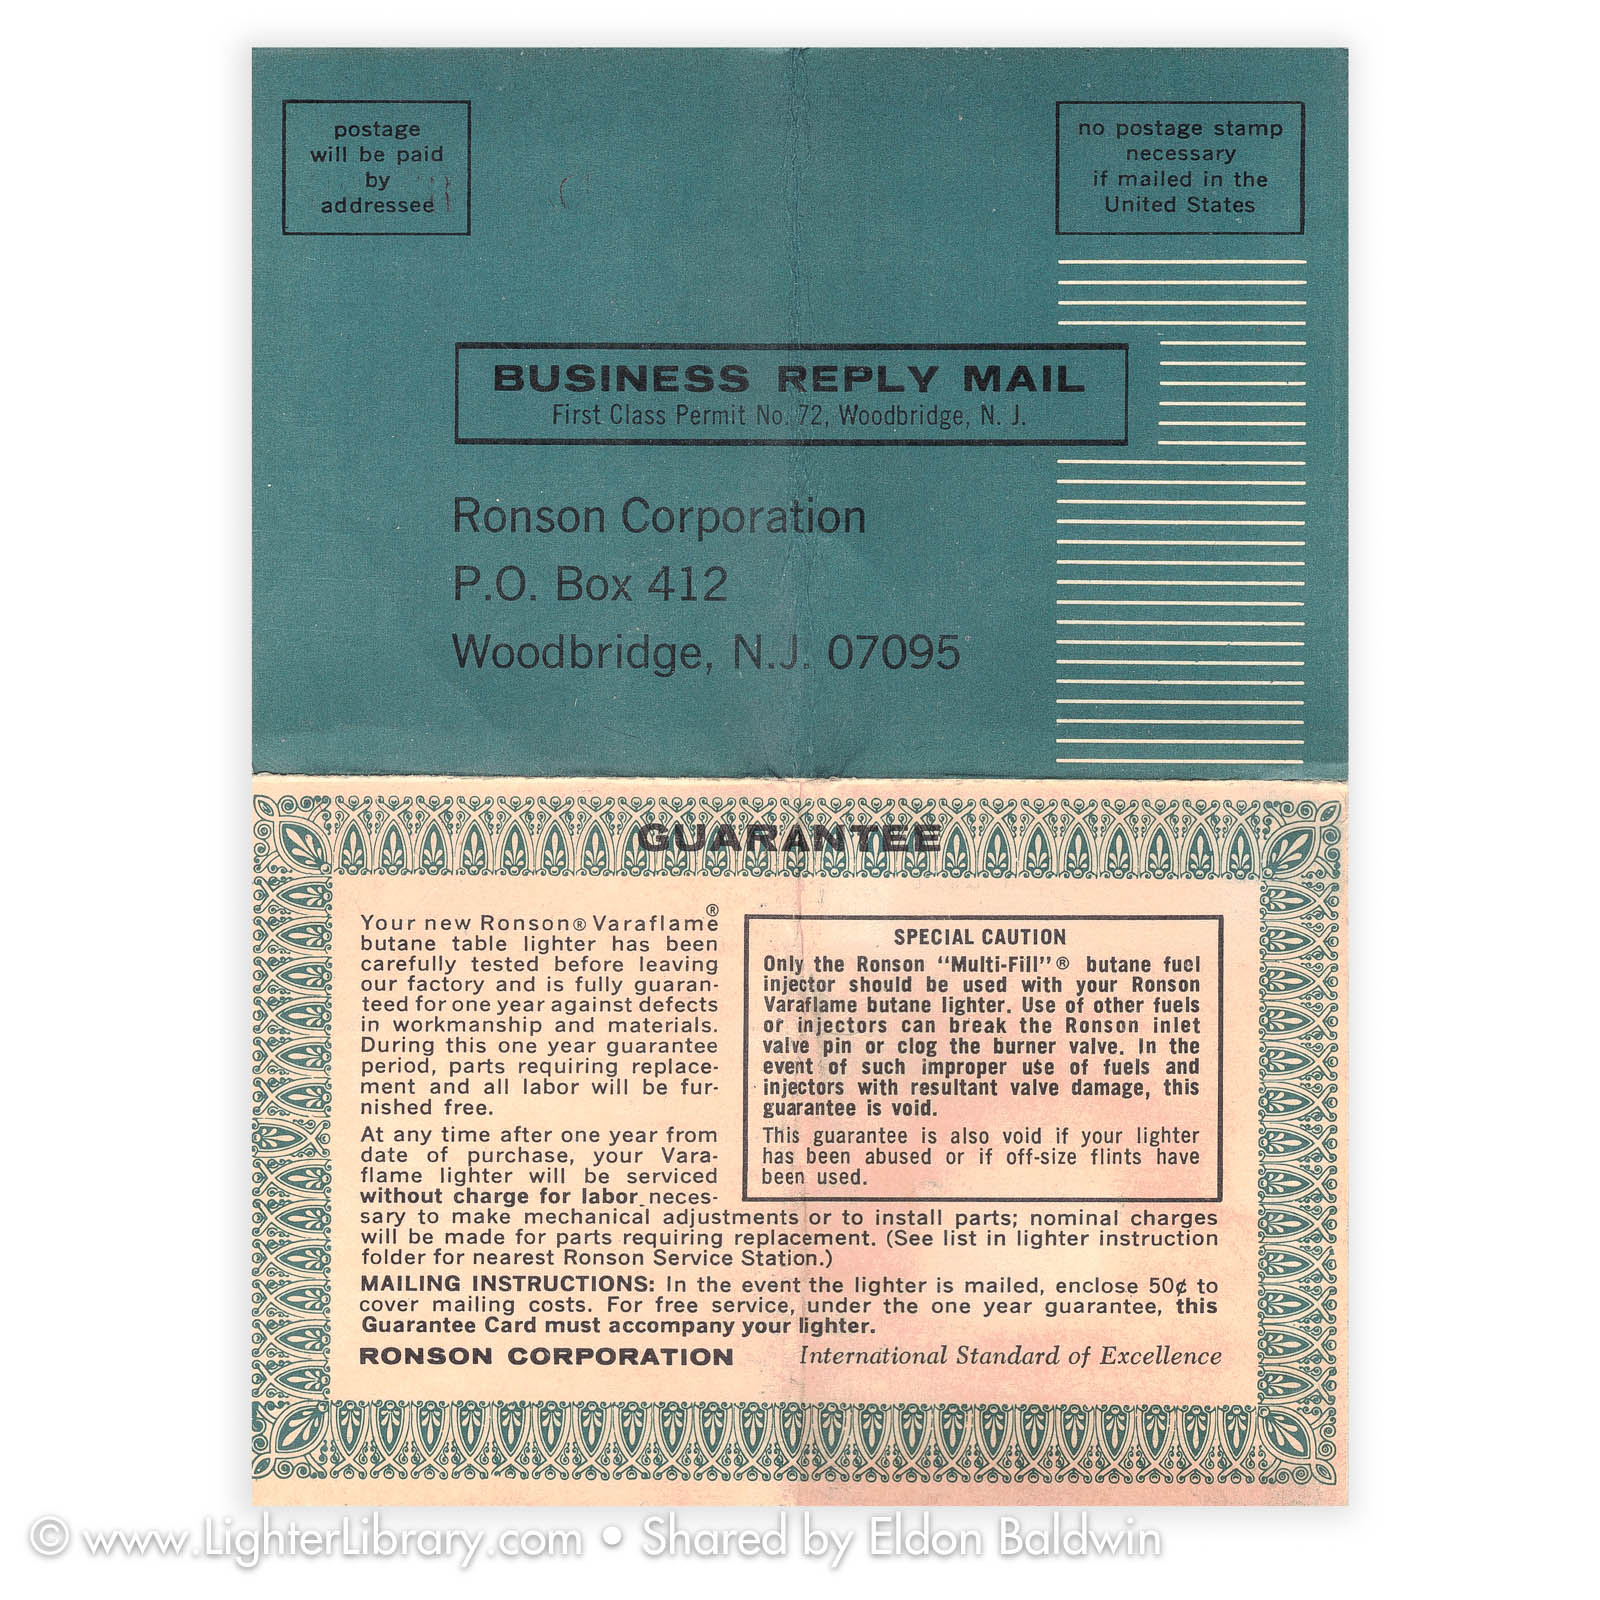 postage
will be paid
by
addressee
no postage stamp
necessary
if mailed in the
United States
BUSINESS REPLY MAIL
First Class Permit No. 72, Woodbridge, N. J.
Ronson Corporation
P.O. Box 412
Woodbridge, N.J. 07095
GUARANTEE
Your new Ronson® Varaflame®
butane table lighter has been
carefully tested before leaving
our factory and is fully guaran-
teed for one year against defects
in workmanship and materials.
During this one year guarantee
period, parts requiring replace-
ment and all labor will be fur-
nished free.
At any time after one year from
date of purchase, your Vara-
flame lighter will be serviced
without charge for labor neces-
SPECIAL CAUTION
Only the Ronson "Multi-Fill"® butane fuel
injector should be used with your Ronson
Varaflame butane lighter. Use of other fuels
or injectors can break the Ronson inlet
valve pin or clog the burner valve. In the
event of such improper use of fuels and
injectors with resultant valve damage, this
guarantee is void.
This guarantee is also void if your lighter
has been abused or if off-size flints have
been used.
sary to make mechanical adjustments or to install parts; nominal charges
will be made for parts requiring replacement. (See list in lighter instruction
folder for nearest Ronson Service Station.)
MAILING INSTRUCTIONS: In the event the lighter is mailed, enclose 50¢ to
cover mailing costs. For free service, under the one year guarantee, this
Guarantee Card must accompany your lighter.
RONSON CORPORATION International Standard of Excellence
© www.LighterLibrary.com • Shared by Eldon Baldwin